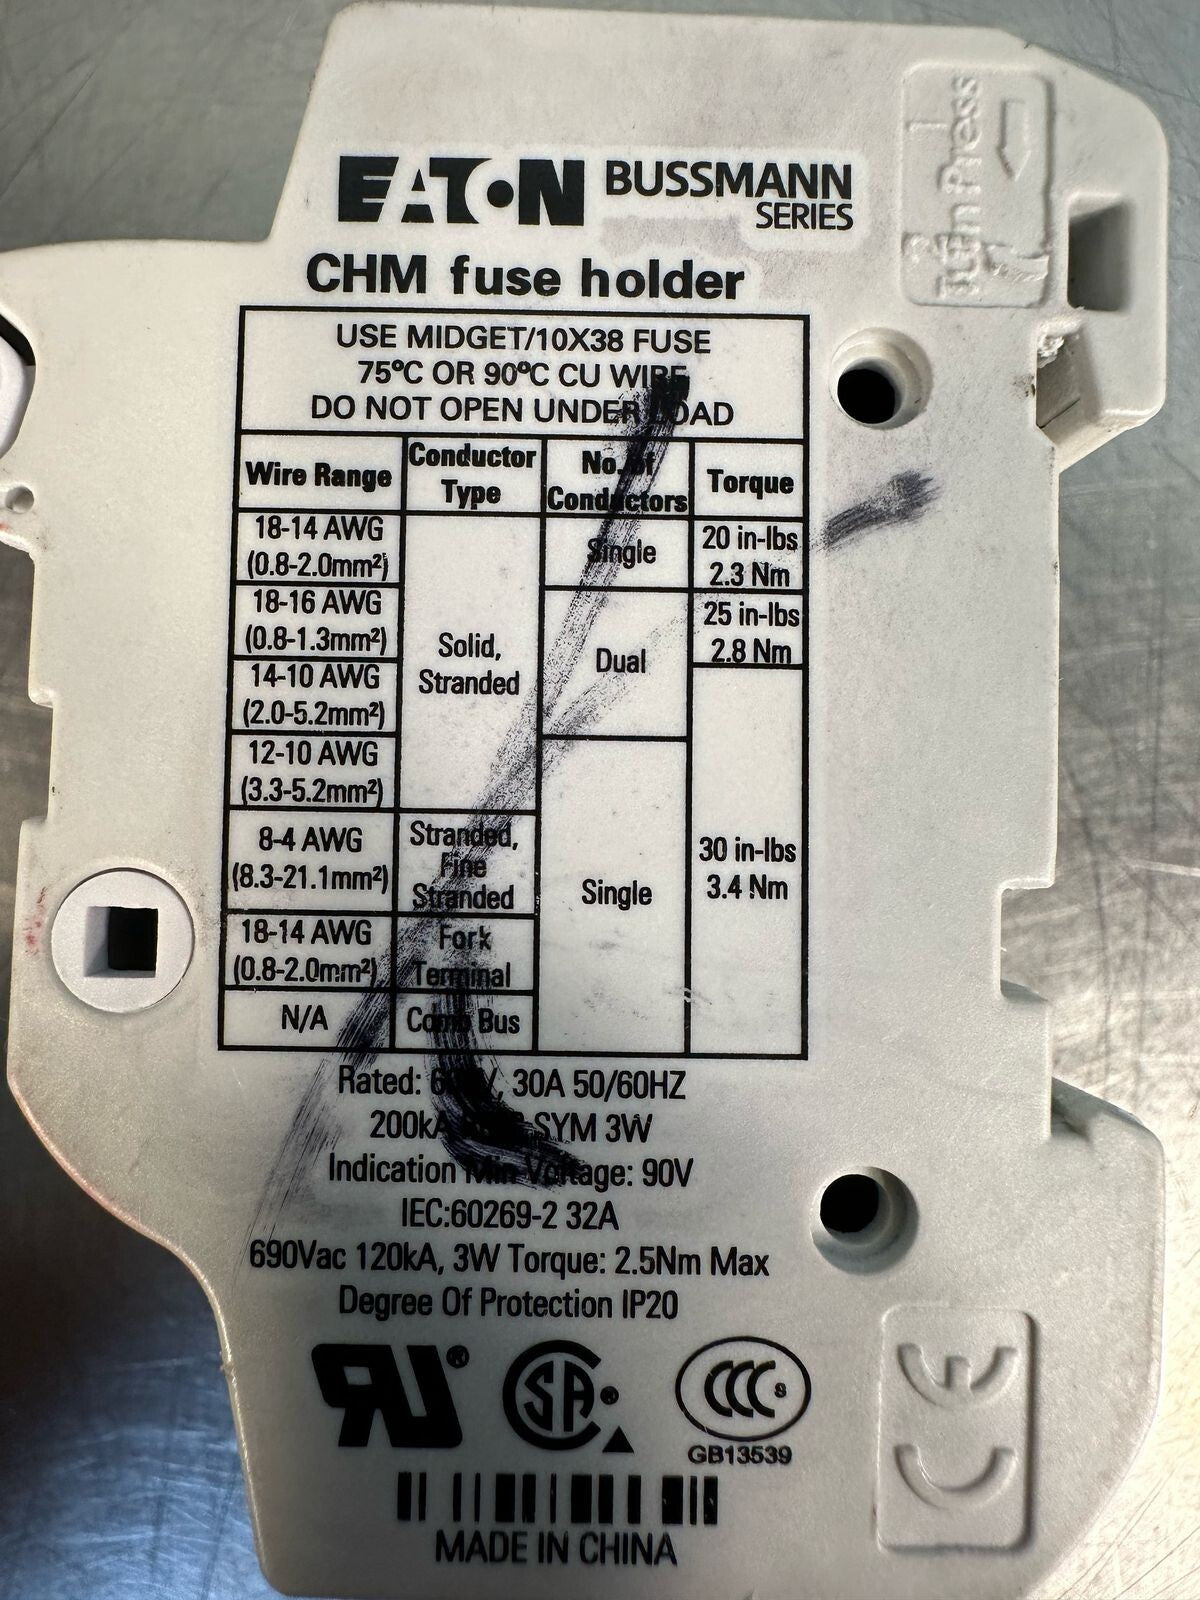 EATON BUSSMANN
SERIES
CHM fuse holder
Turn Press
USE MIDGET/10X38 FUSE
75ºC OR 90ºC CU WIRE
DO NOT OPEN UNDER LOAD
Wire Range Conductor Type No. of Conductors Torque
18-14 AWG
(0.8-2.0mm²)
Solid,
Stranded
Single
20 in-lbs
2.3 Nm
18-16 AWG
(0.8-1.3mm²)
Dual
25 in-lbs
2.8 Nm
14-10 AWG
(2.0-5.2mm²)
12-10 AWG
(3.3-5.2mm²)
Single
30 in-lbs
3.4 Nm
8-4 AWG
(8.3-21.1mm²)
Stranded,
Fine
Stranded
18-14 AWG
(0.8-2.0mm²)
Fork
Terminal
N/A
Comb Bus
Rated: , 30A 50/60HZ
200kA SYM 3W
Indication Min Voltage: 90V
IEC:60269-2 32A
690Vac 120kA, 3W Torque: 2.5Nm Max
Degree Of Protection IP20
RU® SA® CCC S
GB13539
CE
MADE IN CHINA